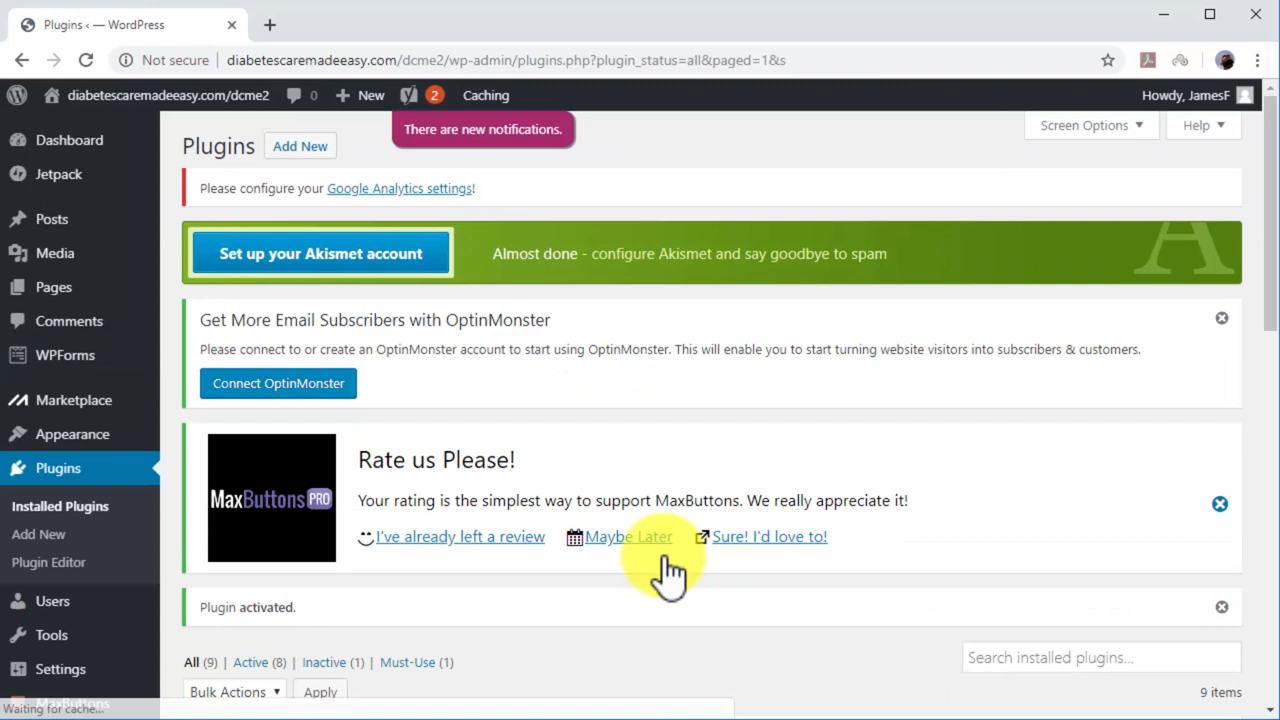 Plugins ‹ — WordPress
Not secure diabetescaremadeeasy.com/dcme2/wp-admin/plugins.php?plugin_status=all&paged=1&s
diabetescaremadeeasy.com/dcme2 0 New 2 Caching Howdy, JamesF
There are new notifications.
Screen Options Help
Plugins Add New
Dashboard
Jetpack
Posts
Media
Pages
Comments
WPForms
Marketplace
Appearance
Plugins
Installed Plugins
Add New
Plugin Editor
Users
Tools
Settings
MaxButtons
Waiting for cache...
Please configure your Google Analytics settings!
Set up your Akismet account Almost done - configure Akismet and say goodbye to spam
A
Get More Email Subscribers with OptinMonster
Please connect to or create an OptinMonster account to start using OptinMonster. This will enable you to start turning website visitors into subscribers & customers.
Connect OptinMonster
MaxButtons PRO
Rate us Please!
Your rating is the simplest way to support MaxButtons. We really appreciate it!
I've already left a review Maybe Later Sure! I'd love to!
Plugin activated.
All (9) | Active (8) | Inactive (1) | Must-Use (1)
Search installed plugins...
Bulk Actions Apply 9 items